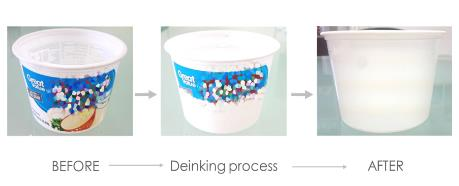 Great Value
Great Value
BEFORE
Deinking process
AFTER